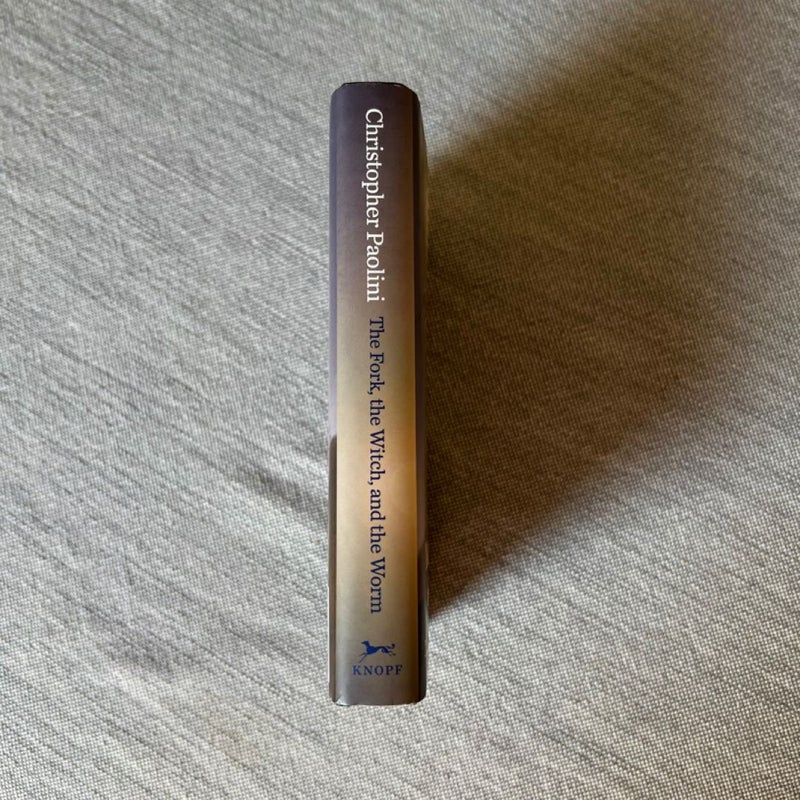 Christopher Paolini
The Fork, the Witch, and the Worm
KNOPF